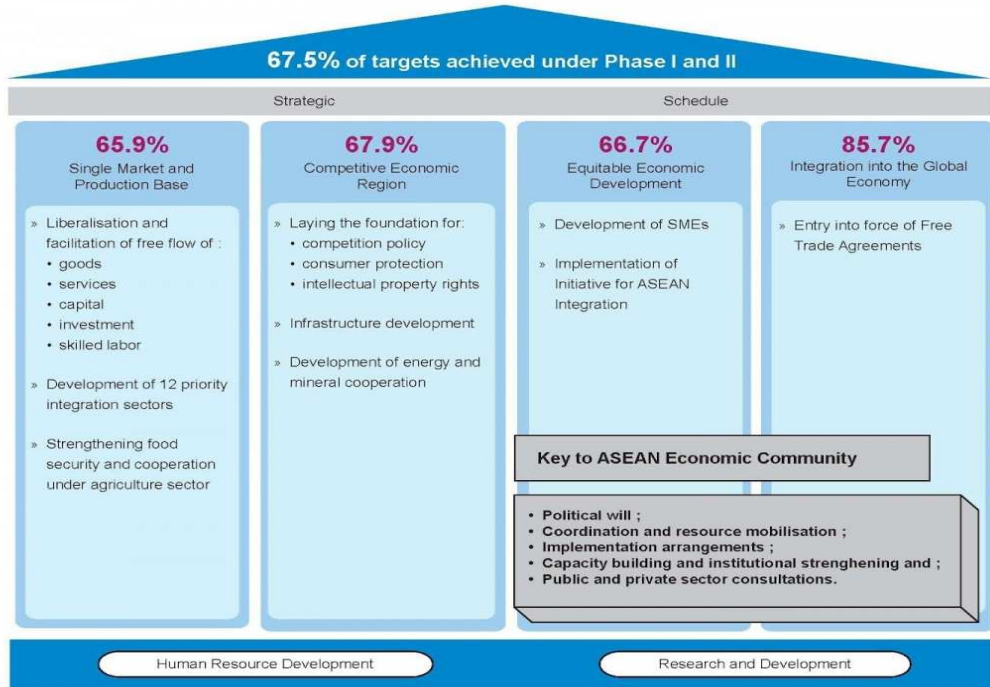 67.5% of targets achieved under Phase I and II
Strategic Schedule
65.9%
Single Market and
Production Base
» Liberalisation and
facilitation of free flow of :
• goods
• services
• capital
• investment
• skilled labor
» Development of 12 priority
integration sectors
» Strengthening food
security and cooperation
under agriculture sector
67.9%
Competitive Economic
Region
» Laying the foundation for:
• competition policy
• consumer protection
• intellectual property rights
» Infrastructure development
» Development of energy and
mineral cooperation
66.7%
Equitable Economic
Development
» Development of SMEs
» Implementation of
Initiative for ASEAN
Integration
85.7%
Integration into the Global
Economy
» Entry into force of Free
Trade Agreements
Key to ASEAN Economic Community
• Political will ;
• Coordination and resource mobilisation ;
• Implementation arrangements ;
• Capacity building and institutional strenghening and ;
• Public and private sector consultations.
Human Resource Development
Research and Development